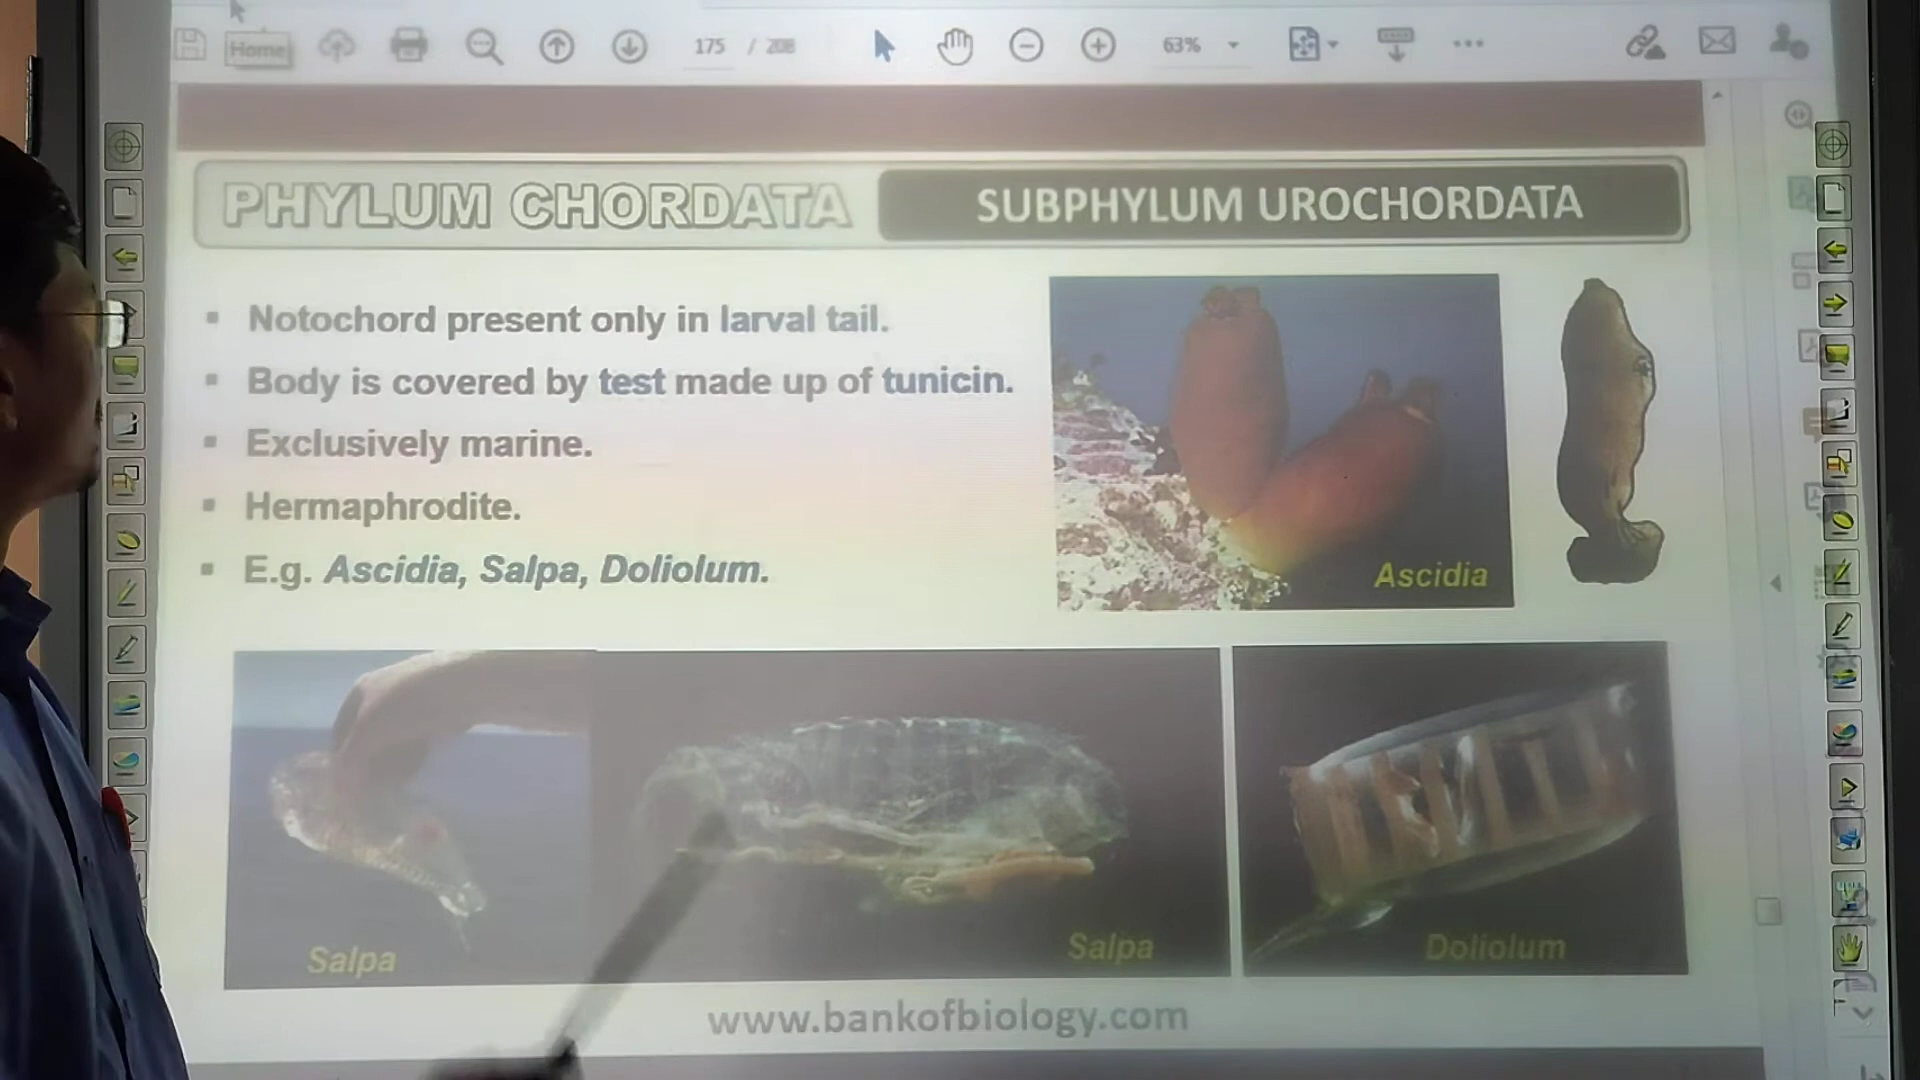 Home
175 / 208
63%
PHYLUM CHORDATA
SUBPHYLUM UROCHORDATA
▪ Notochord present only in larval tail.
▪ Body is covered by test made up of tunicin.
▪ Exclusively marine.
▪ Hermaphrodite.
▪ E.g. Ascidia, Salpa, Doliolum.
Ascidia
Salpa
Salpa
Doliolum
www.bankofbiology.com